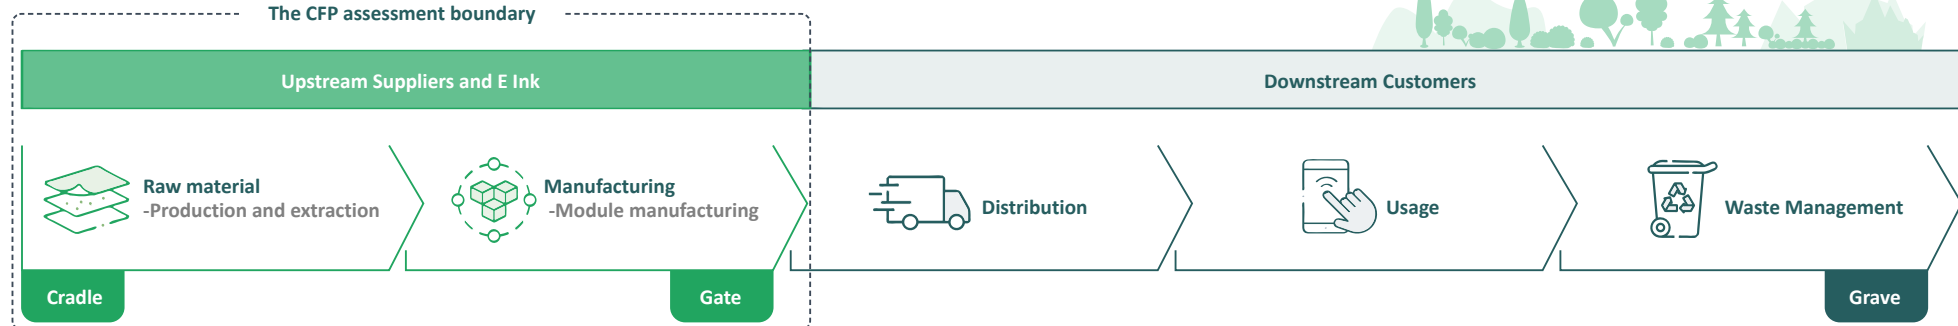 The CFP assessment boundary
Upstream Suppliers and E Ink
Downstream Customers
Raw material
-Production and extraction
Manufacturing
-Module manufacturing
Distribution
Usage
Waste Management
Cradle
Gate
Grave